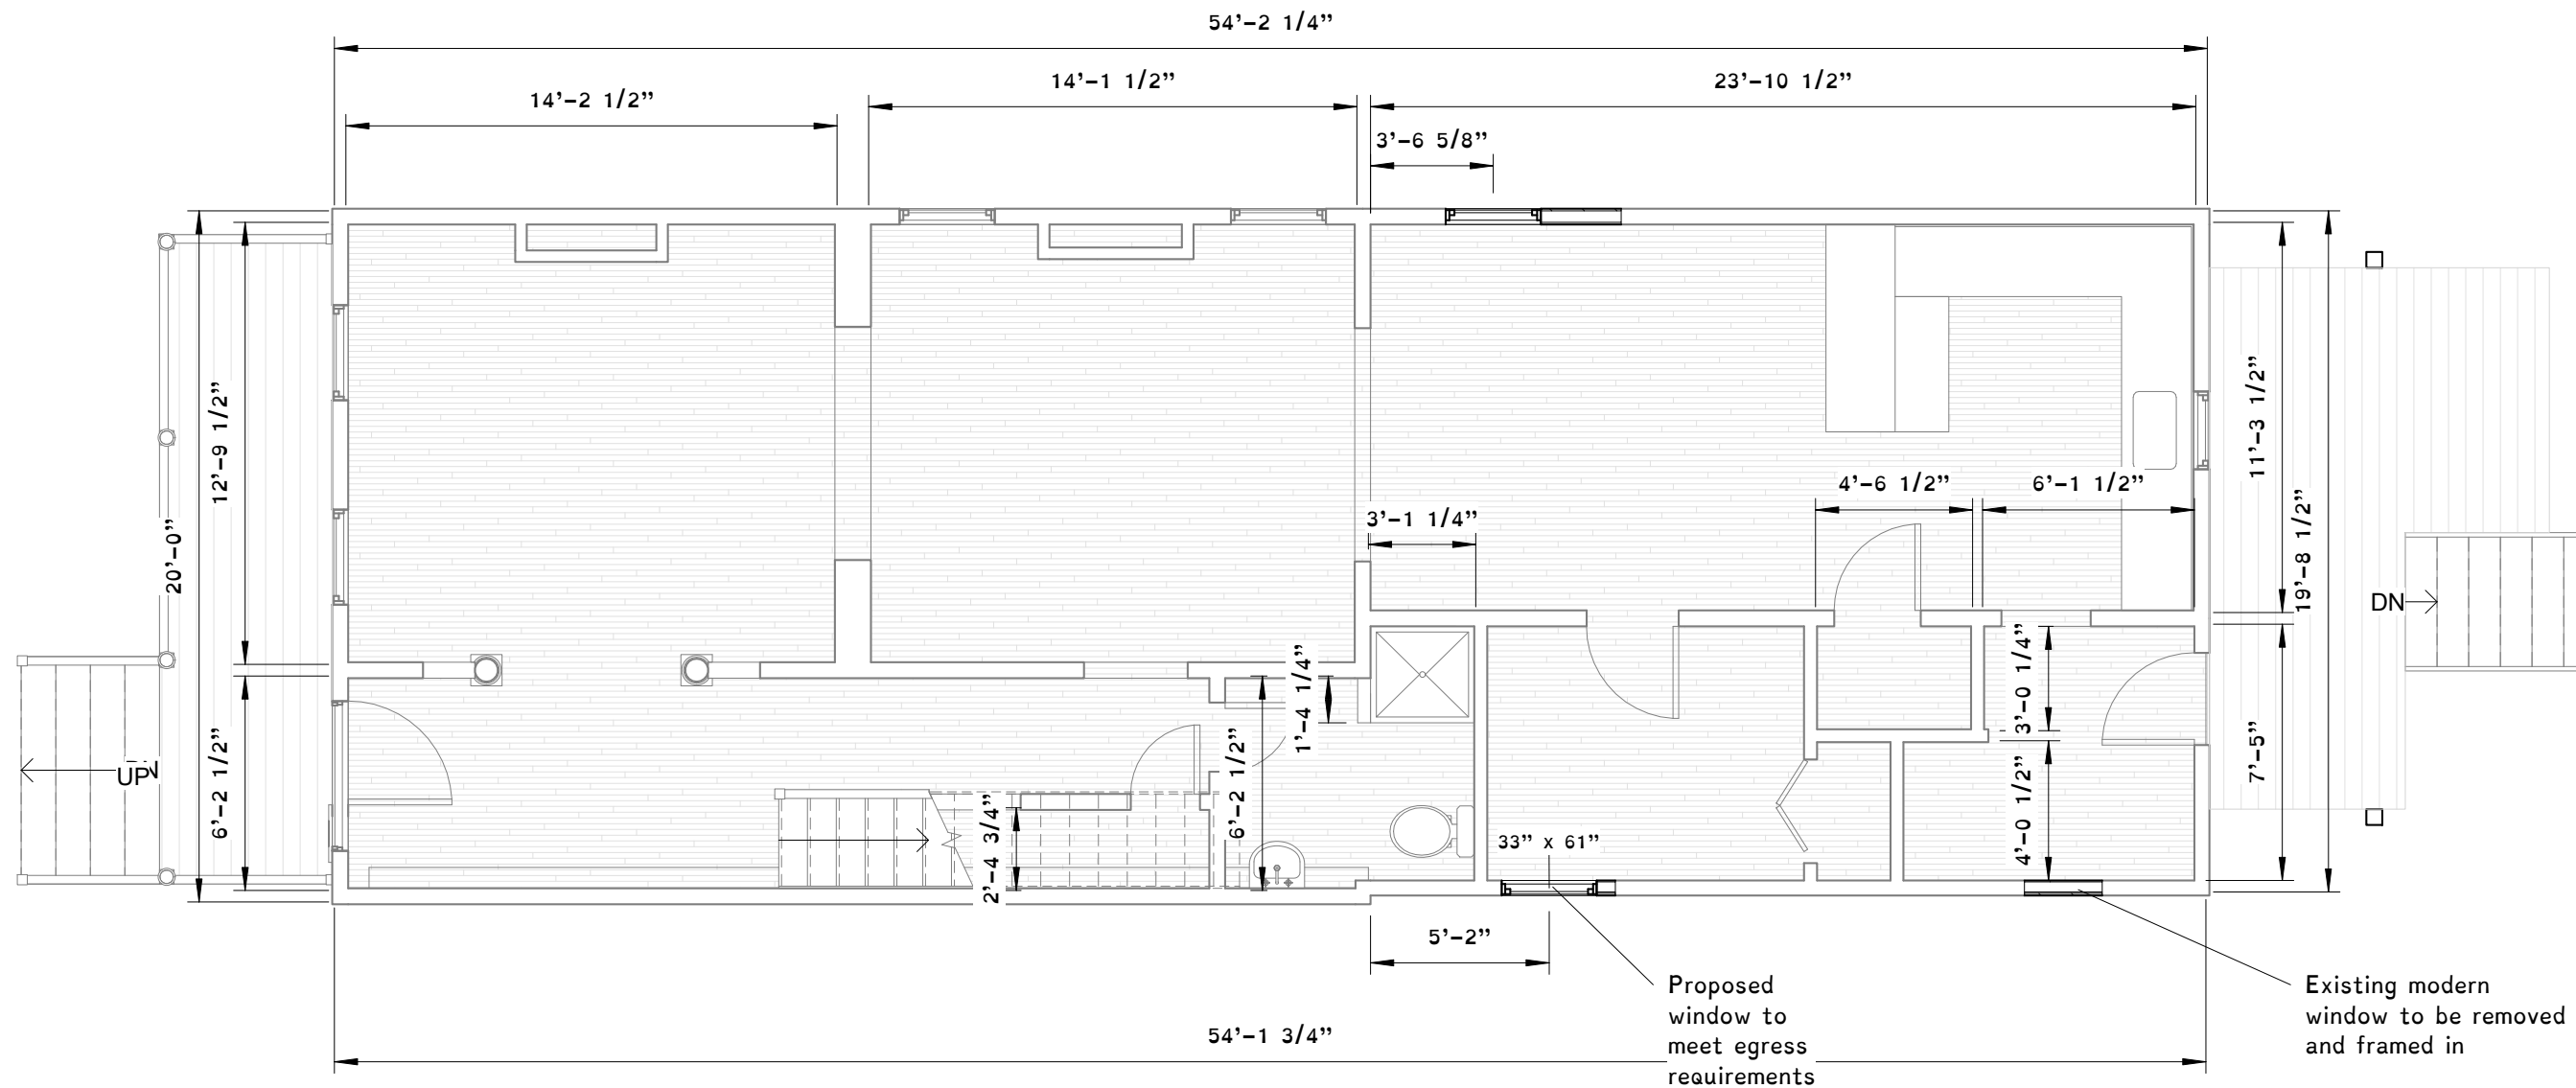 54'-2 1/4"
14'-2 1/2"
14'-1 1/2"
23'-10 1/2"
3'-6 5/8"
12'-9 1/2"
20'-0"
6'-2 1/2"
UP
3'-1 1/4"
4'-6 1/2"
6'-1 1/2"
11'-3 1/2"
19'-8 1/2"
DN
7'-5"
3'-0 1/4"
4'-0 1/2"
1'-4 1/4"
6'-2 1/2"
2'-4 3/4"
33" x 61"
5'-2"
54'-1 3/4"
Proposed
window to
meet egress
requirements
Existing modern
window to be removed
and framed in